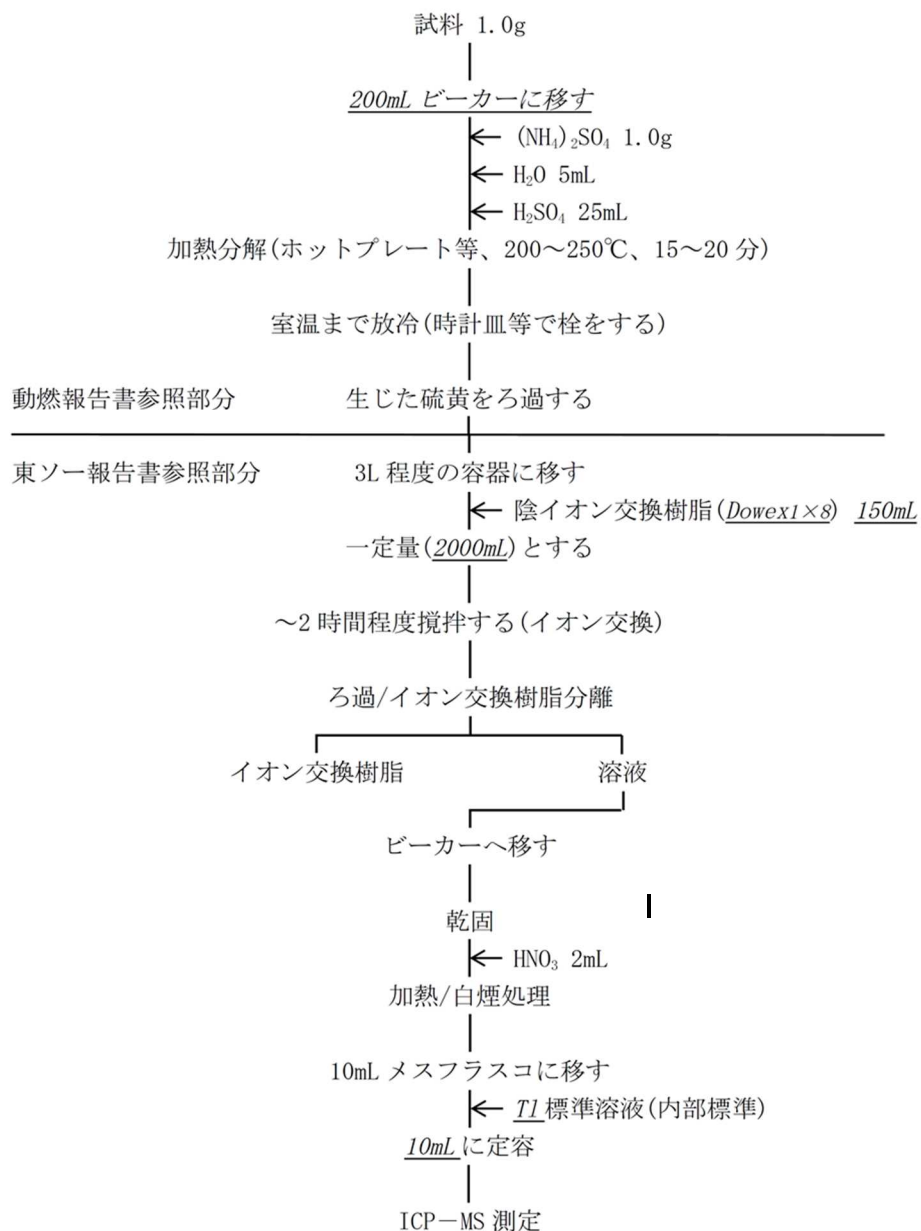 試料 1.0g
200mL ビーカーに移す
(NH₄)₂SO₄ 1.0g
H₂O 5mL
H₂SO₄ 25mL
加熱分解(ホットプレート等、200～250℃、15～20 分)
室温まで放冷(時計皿等で栓をする)
動燃報告書参照部分 生じた硫黄をろ過する
東ソー報告書参照部分 3L 程度の容器に移す
陰イオン交換樹脂(Dowex1×8) 150mL
一定量(2000mL)とする
～2 時間程度撹拌する(イオン交換)
ろ過/イオン交換樹脂分離
イオン交換樹脂 溶液
ビーカーへ移す
乾固
HNO₃ 2mL
加熱/白煙処理
10mL メスフラスコに移す
Tl 標準溶液(内部標準)
10mL に定容
ICP－MS 測定